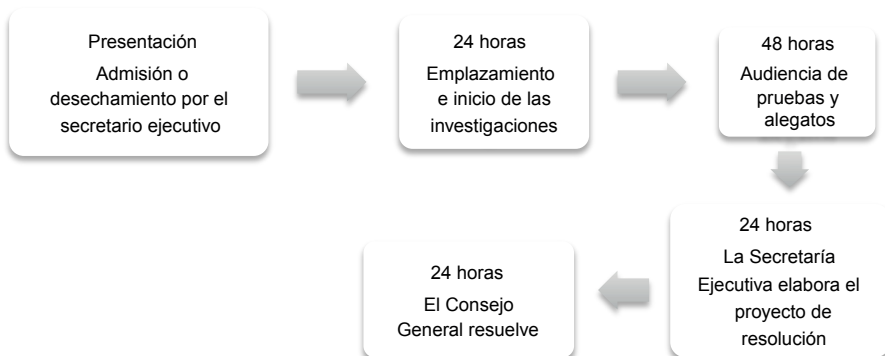 Presentación
Admisión o
desechamiento por el
secretario ejecutivo
24 horas
Emplazamiento
e inicio de las
investigaciones
48 horas
Audiencia de
pruebas y
alegatos
24 horas
La Secretaría
Ejecutiva elabora el
proyecto de
resolución
24 horas
El Consejo
General resuelve